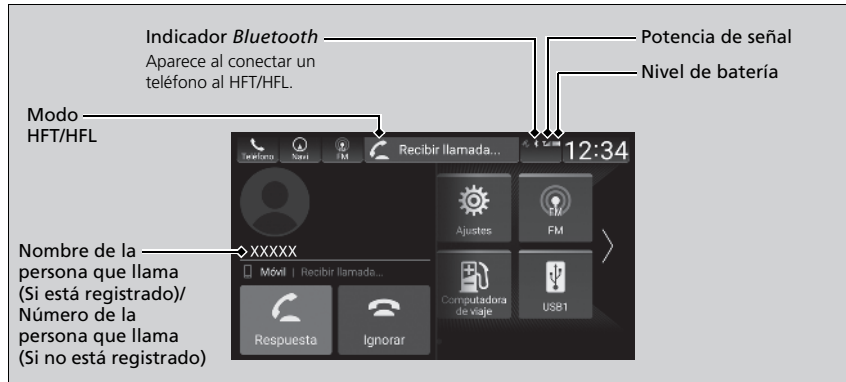 Indicador Bluetooth
Aparece al conectar un
teléfono al HFT/HFL.
Potencia de señal
Nivel de batería
Modo
HFT/HFL
Teléfono
Navi
FM
Recibir llamada...
12:34
Nombre de la
persona que llama
(Si está registrado)/
Número de la
persona que llama
(Si no está registrado)
XXXXX
Móvil | Recibir llamada...
Respuesta
Ignorar
Ajustes
FM
FM
Computadora
de viaje
USB1